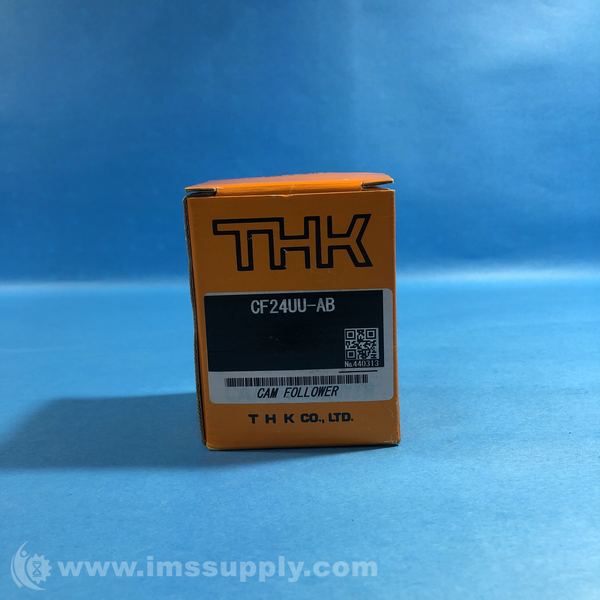 THK
CF24UU-AB
No.440313
CAM FOLLOWER
T H K CO., LTD.
www.imssupply.com